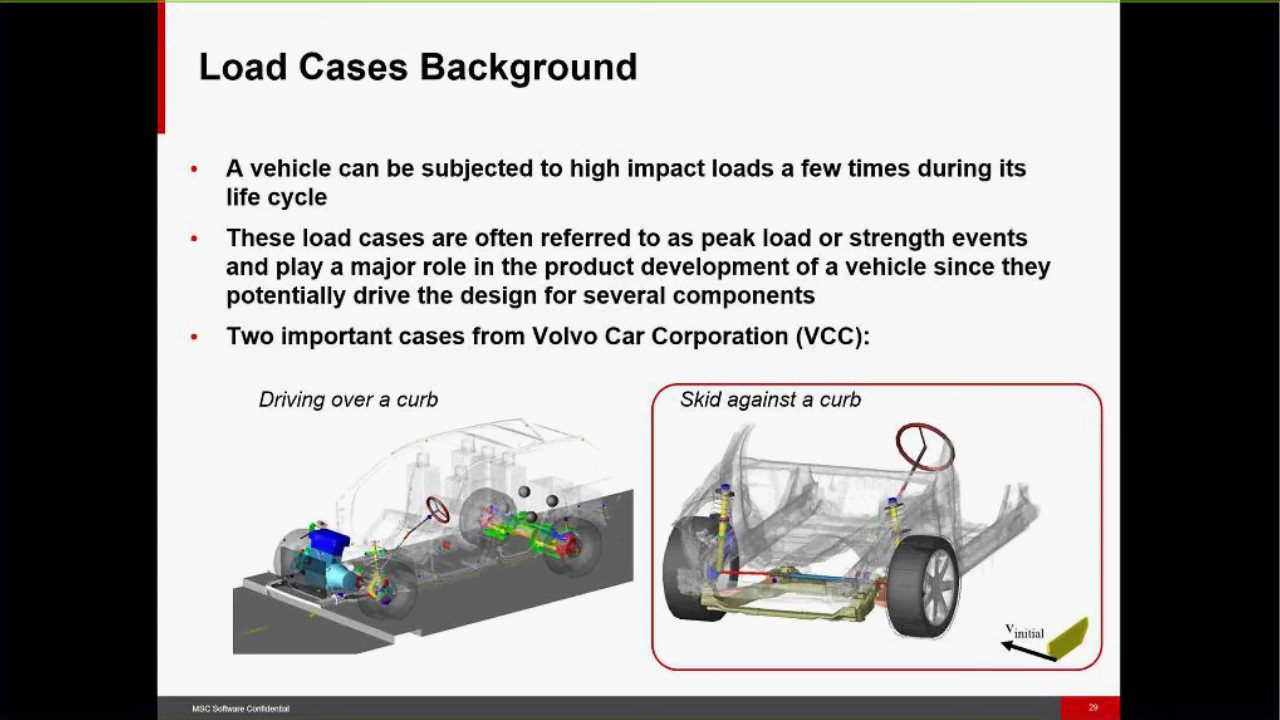 Load Cases Background
• A vehicle can be subjected to high impact loads a few times during its
life cycle
• These load cases are often referred to as peak load or strength events
and play a major role in the product development of a vehicle since they
potentially drive the design for several components
• Two important cases from Volvo Car Corporation (VCC):
Driving over a curb
Skid against a curb
vinitial
MSC Software Confidential
29